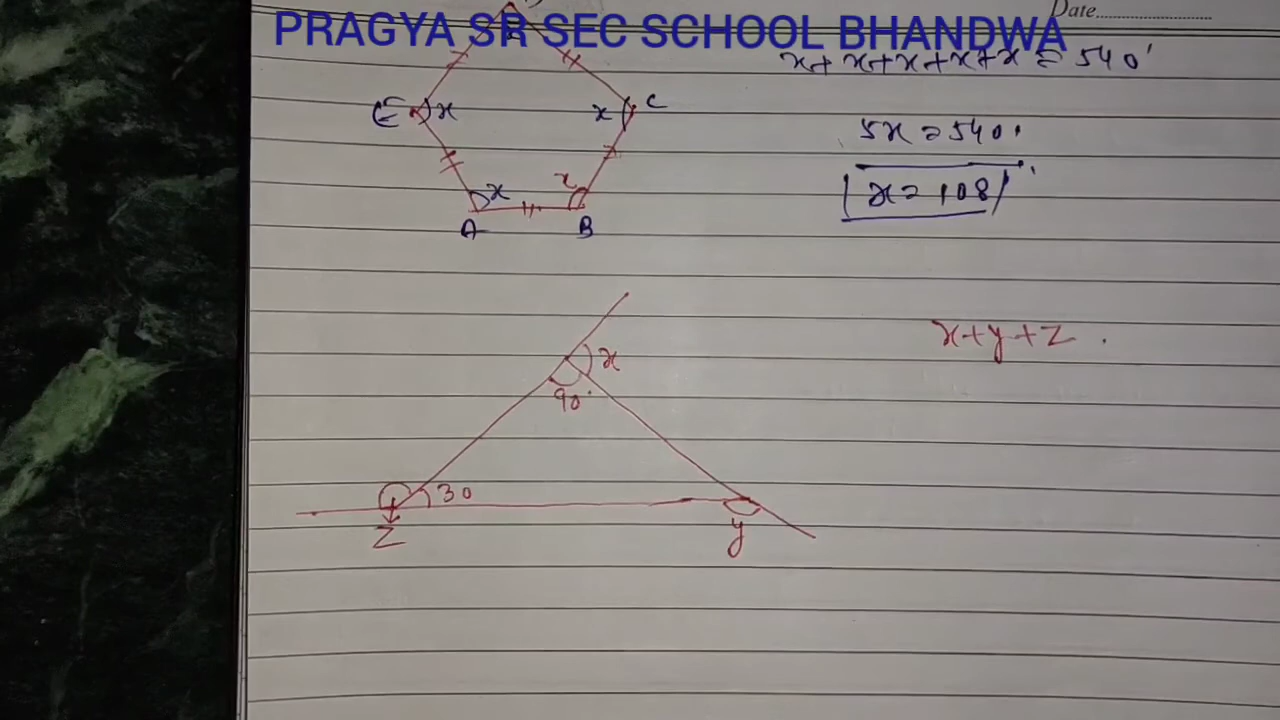 Date
PRAGYA SR SEC SCHOOL BHANDWA
x+x+x+x+x=540°
E x
x C
5x=540°
x x
x=108
A B
x+y+z
x
90°
30
z
y